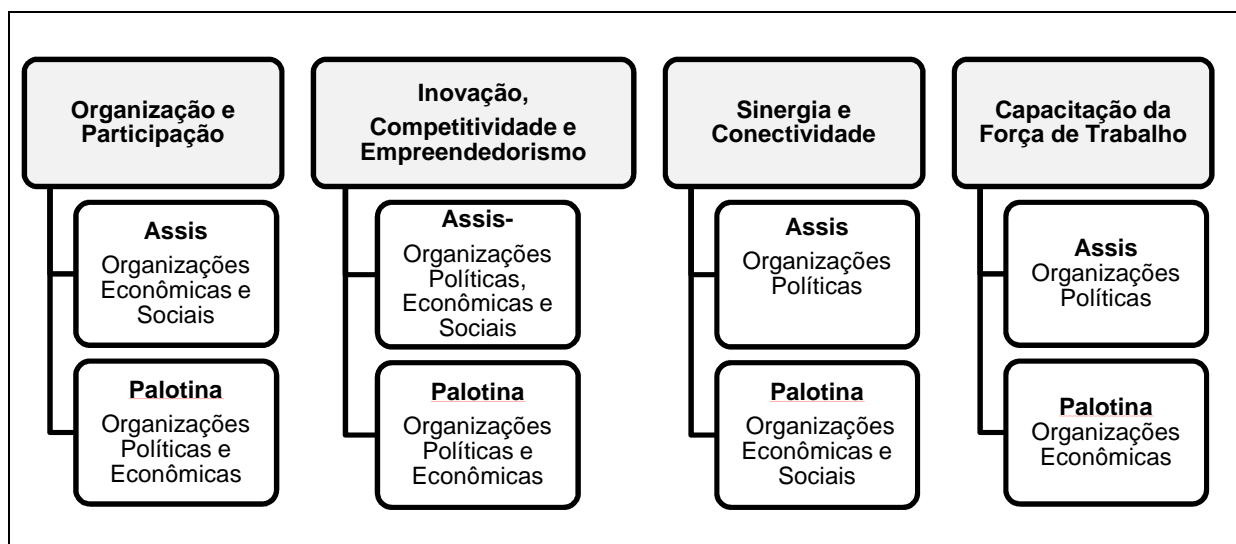 Organização e
Participação
Assis
Organizações
Econômicas e
Sociais
Palotina
Organizações
Políticas e
Econômicas
Inovação,
Competitividade e
Empreendedorismo
Assis-
Organizações
Políticas,
Econômicas e
Sociais
Palotina
Organizações
Políticas e
Econômicas
Sinergia e
Conectividade
Assis
Organizações
Políticas
Palotina
Organizações
Econômicas e
Sociais
Capacitação da
Força de Trabalho
Assis
Organizações
Políticas
Palotina
Organizações
Econômicas